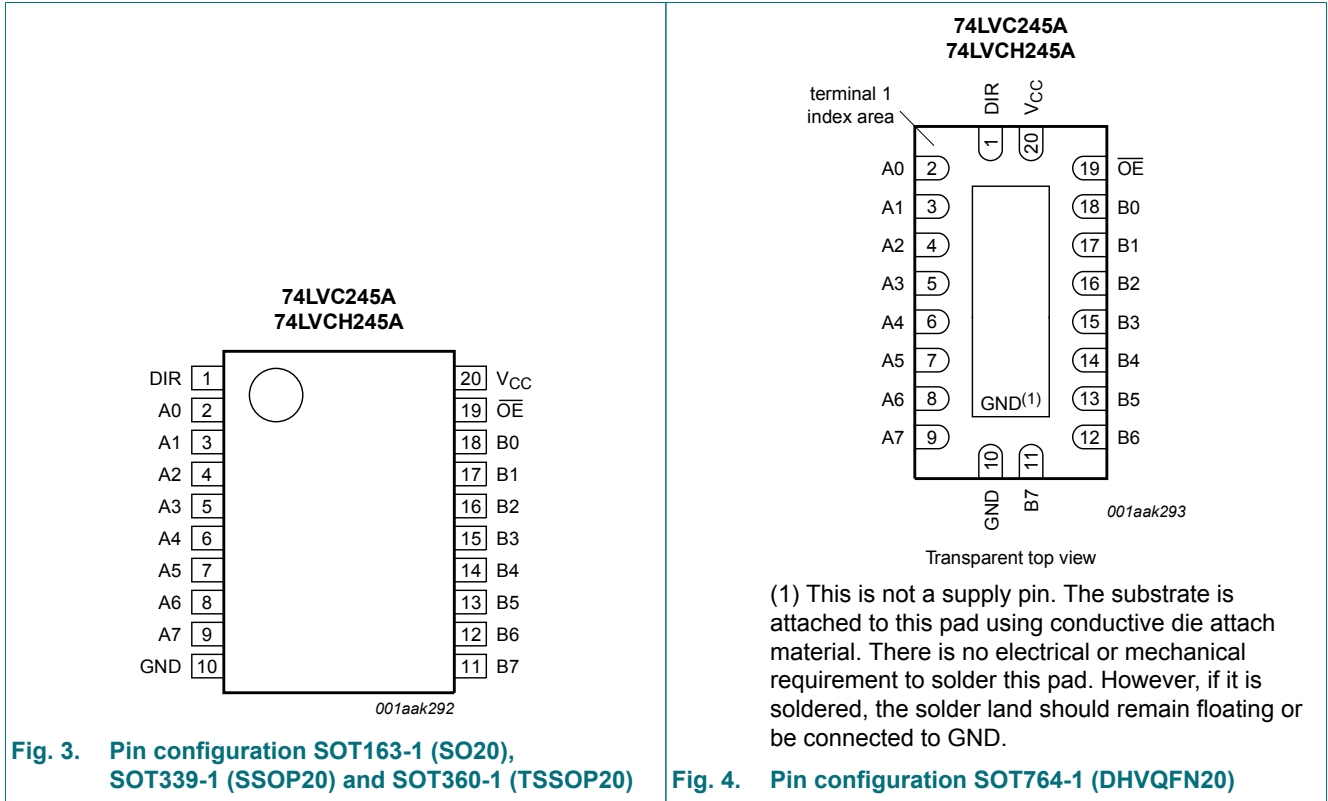 74LVC245A
74LVCH245A
DIR 1
A0 2
A1 3
A2 4
A3 5
A4 6
A5 7
A6 8
A7 9
GND 10
20 VCC
19 OE
18 B0
17 B1
16 B2
15 B3
14 B4
13 B5
12 B6
11 B7
001aak292
Fig. 3. Pin configuration SOT163-1 (SO20),
SOT339-1 (SSOP20) and SOT360-1 (TSSOP20)
74LVC245A
74LVCH245A
terminal 1
index area
DIR
VCC
1
20
A0 2
A1 3
A2 4
A3 5
A4 6
A5 7
A6 8
A7 9
19 OE
18 B0
17 B1
16 B2
15 B3
14 B4
13 B5
12 B6
GND(1)
10
11
GND
B7
001aak293
Transparent top view
(1) This is not a supply pin. The substrate is
attached to this pad using conductive die attach
material. There is no electrical or mechanical
requirement to solder this pad. However, if it is
soldered, the solder land should remain floating or
be connected to GND.
Fig. 4. Pin configuration SOT764-1 (DHVQFN20)